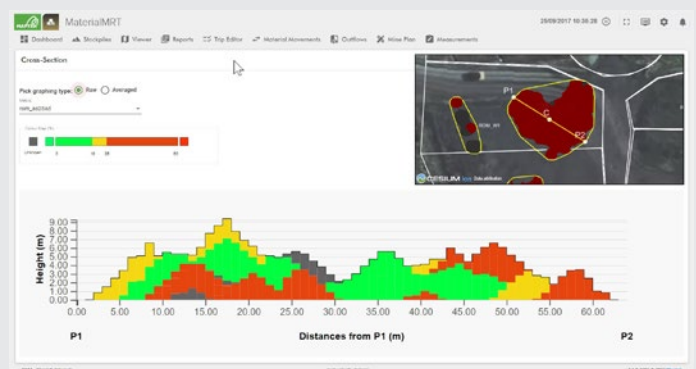 MaterialMRT
25/09/2017 10:38:28
Dashboard Stockpiles Viewer Reports Trip Editor Material Movements Outflows Mine Plan Measurements
Cross-Section
Pick graphing type: Raw Averaged
P1
C
P2
CESIUM ion Data attribution
Height (m)
9.00
8.00
7.00
6.00
5.00
4.00
3.00
2.00
1.00
0.00
0.00 5.00 10.00 15.00 20.00 25.00 30.00 35.00 40.00 45.00 50.00 55.00 60.00
P1 Distances from P1 (m) P2